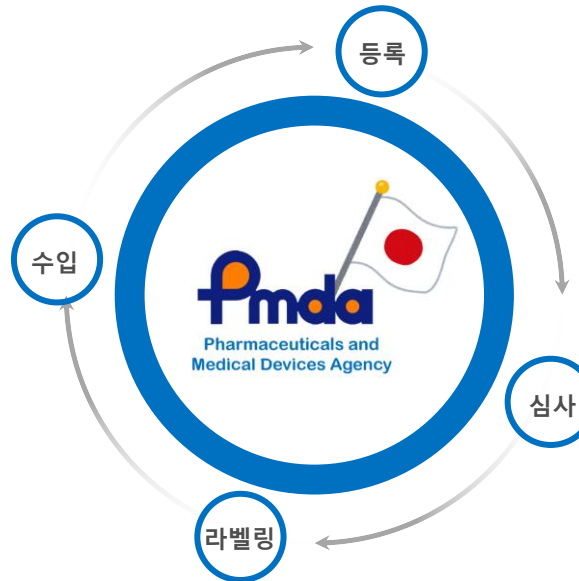 등록
수입
Pmda
Pharmaceuticals and
Medical Devices Agency
심사
라벨링